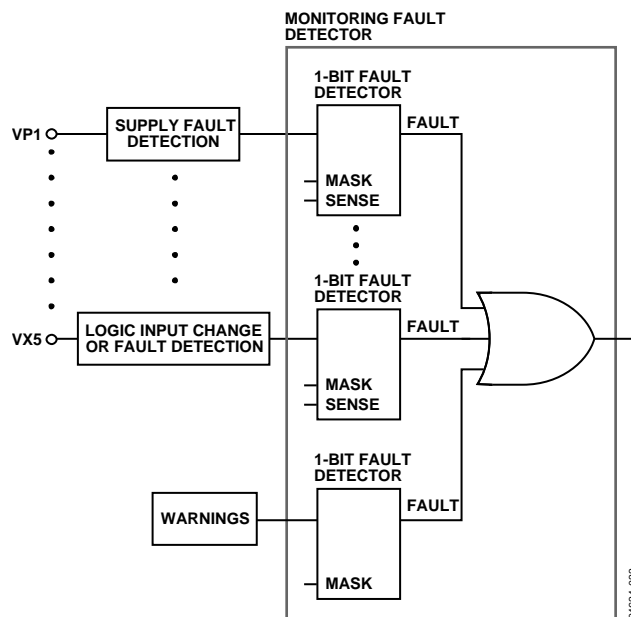 MONITORING FAULT
DETECTOR
1-BIT FAULT
DETECTOR
VP1
SUPPLY FAULT
DETECTION
FAULT
MASK
SENSE
1-BIT FAULT
DETECTOR
VX5
LOGIC INPUT CHANGE
OR FAULT DETECTION
FAULT
MASK
SENSE
1-BIT FAULT
DETECTOR
WARNINGS
FAULT
MASK